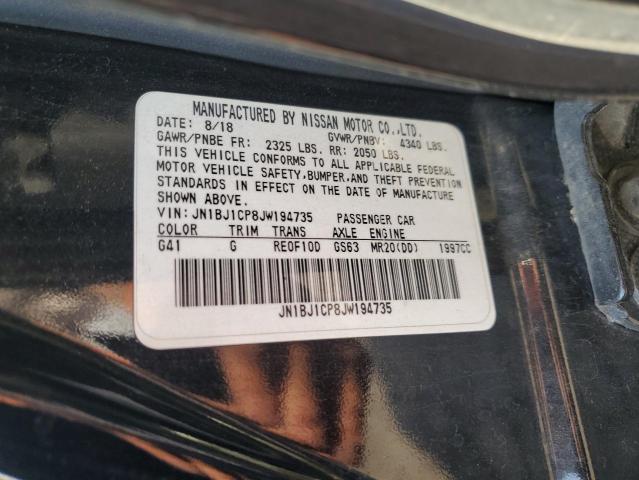 MANUFACTURED BY NISSAN MOTOR CO.,LTD.
DATE: 8/18 GVWR/PNBV: 4340 LBS.
GAWR/PNBE FR: 2325 LBS. RR: 2050 LBS.
THIS VEHICLE CONFORMS TO ALL APPLICABLE FEDERAL
MOTOR VEHICLE SAFETY, BUMPER, AND THEFT PREVENTION
STANDARDS IN EFFECT ON THE DATE OF MANUFACTURE
SHOWN ABOVE.
VIN: JN1BJ1CP8JW194735 PASSENGER CAR
COLOR TRIM TRANS AXLE ENGINE
G41 G RE0F10D GS63 MR20(DD) 1997CC
JN1BJ1CP8JW194735